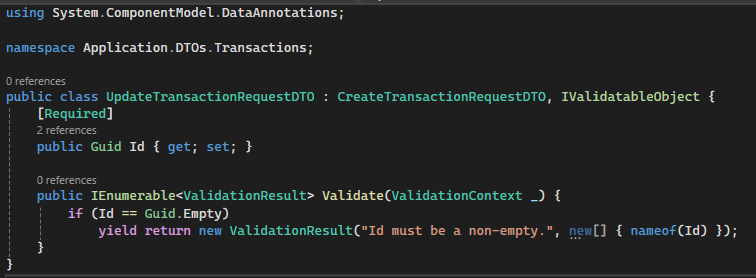 using System.ComponentModel.DataAnnotations;
namespace Application.DTOs.Transactions;
0 references
public class UpdateTransactionRequestDTO : CreateTransactionRequestDTO, IValidatableObject {
[Required]
2 references
public Guid Id { get; set; }
0 references
public IEnumerable<ValidationResult> Validate(ValidationContext _) {
if (Id == Guid.Empty)
yield return new ValidationResult("Id must be a non-empty.", new[] { nameof(Id) });
}
}